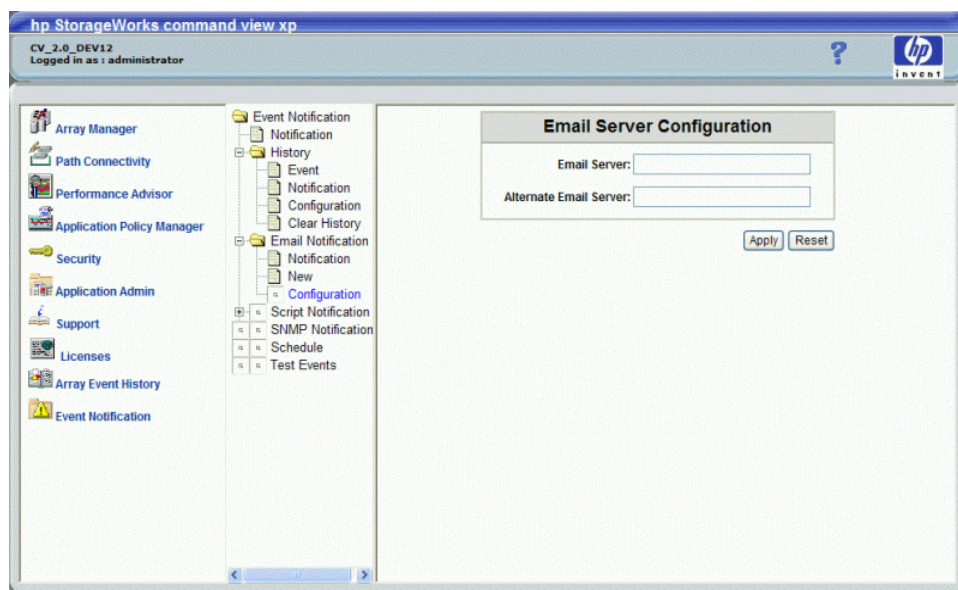 hp StorageWorks command view xp
CV_2.0_DEV12
Logged in as : administrator
?
hp
invent
Array Manager
Path Connectivity
Performance Advisor
Application Policy Manager
Security
Application Admin
Support
Licenses
Array Event History
Event Notification
Event Notification
Notification
History
Event
Notification
Configuration
Clear History
Email Notification
Notification
New
Configuration
Script Notification
SNMP Notification
Schedule
Test Events
Email Server Configuration
Email Server:
Alternate Email Server:
Apply Reset